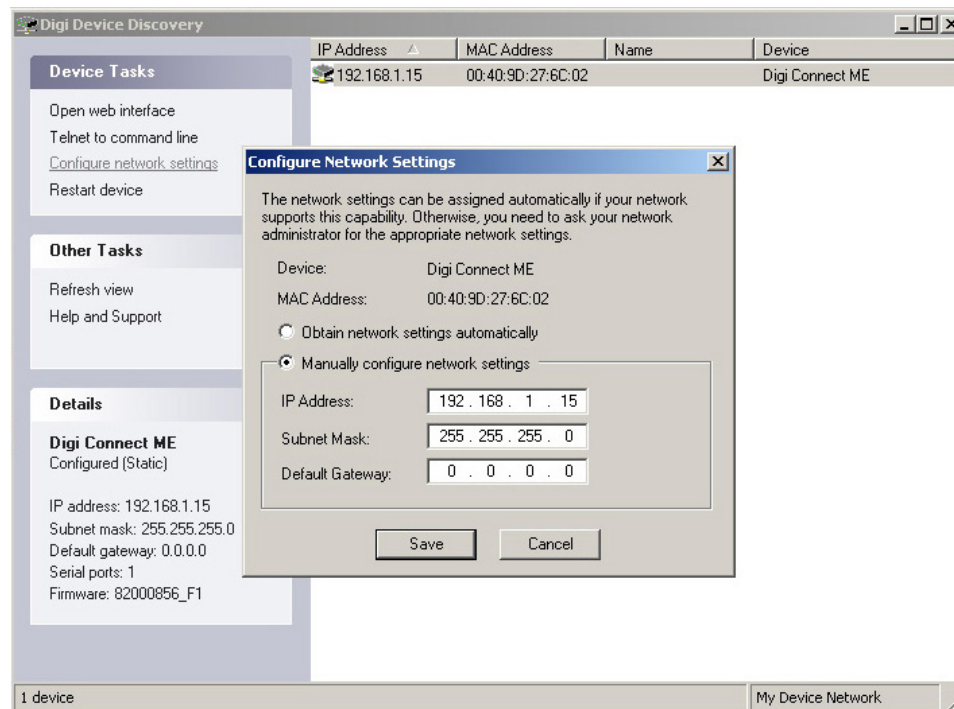 Digi Device Discovery
IP Address MAC Address Name Device
192.168.1.15 00:40:9D:27:6C:02 Digi Connect ME
Device Tasks
Open web interface
Telnet to command line
Configure network settings
Restart device
Other Tasks
Refresh view
Help and Support
Details
Digi Connect ME
Configured (Static)
IP address: 192.168.1.15
Subnet mask: 255.255.255.0
Default gateway: 0.0.0.0
Serial ports: 1
Firmware: 82000856_F1
Configure Network Settings
The network settings can be assigned automatically if your network
supports this capability. Otherwise, you need to ask your network
administrator for the appropriate network settings.
Device: Digi Connect ME
MAC Address: 00:40:9D:27:6C:02
Obtain network settings automatically
Manually configure network settings
IP Address: 192 . 168 . 1 . 15
Subnet Mask: 255 . 255 . 255 . 0
Default Gateway: 0 . 0 . 0 . 0
Save Cancel
1 device My Device Network